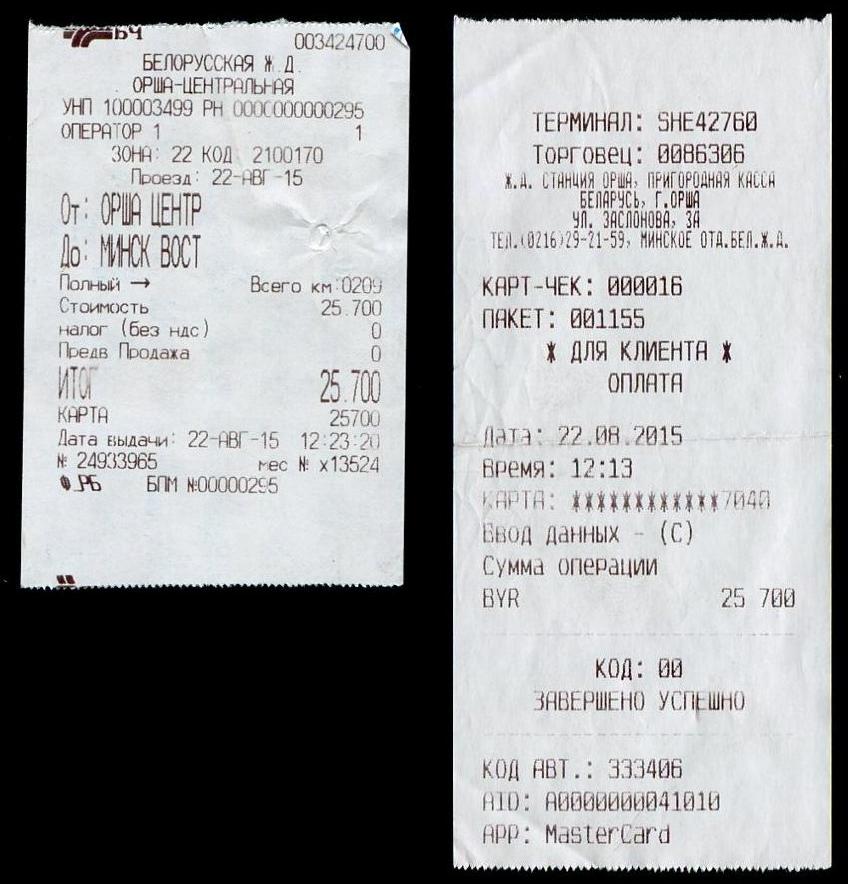 БЧ
003424700
БЕЛОРУССКАЯ Ж.Д.
ОРША-ЦЕНТРАЛЬНАЯ
УНП 100003499 РН 000000000295
ОПЕРАТОР 1 1
ЗОНА: 22 КОД: 2100170
Проезд: 22-АВГ-15
От: ОРША ЦЕНТР
До: МИНСК ВОСТ
Полный → Всего км:0209
Стоимость 25.700
налог (без ндс) 0
Предв Продажа 0
ИТОГ 25.700
КАРТА 25700
Дата выдачи: 22-АВГ-15 12:23:20
№ 24933965 мес № x13524
БПМ №00000295
ТЕРМИНАЛ: SHE42760
Торговец: 0086306
Ж.Д. СТАНЦИЯ ОРША, ПРИГОРОДНАЯ КАССА
БЕЛАРУСЬ, Г.ОРША
УЛ. ЗАСЛОНОВА, 3А
ТЕЛ.(0216)29-21-59, МИНСКОЕ ОТД.БЕЛ.Ж.Д.
КАРТ-ЧЕК: 000016
ПАКЕТ: 001155
* ДЛЯ КЛИЕНТА *
ОПЛАТА
Дата: 22.08.2015
Время: 12:13
КАРТА: ************7040
Ввод данных - (C)
Сумма операции
BYR 25 700
КОД: 00
ЗАВЕРШЕНО УСПЕШНО
КОД АВТ.: 333406
AID: A0000000041010
APP: MasterCard